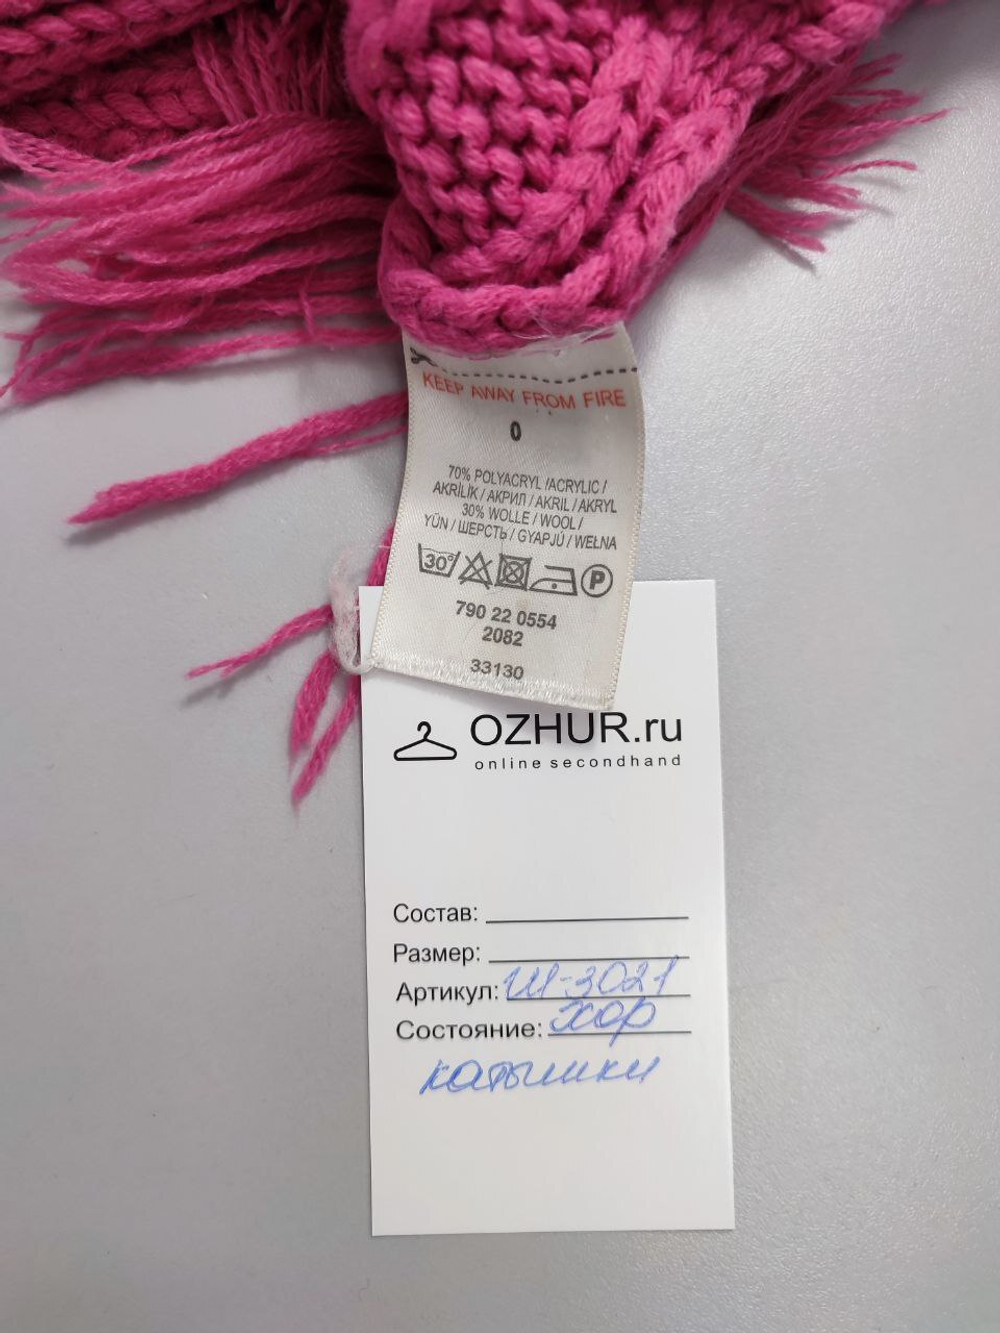 KEEP AWAY FROM FIRE
0
70% POLYACRYL /ACRYLIC /
AKRİLİK / АКРИЛ / AKRIL / AKRYL
30% WOLLE / WOOL /
YÜN / ШЕРСТЬ / GYAPJÚ / WEŁNA
30° P
790 22 0554
2082
33130
OZHUR.ru
online secondhand
Состав:
Размер:
Артикул: Ш-3021
Состояние: хор
катышки